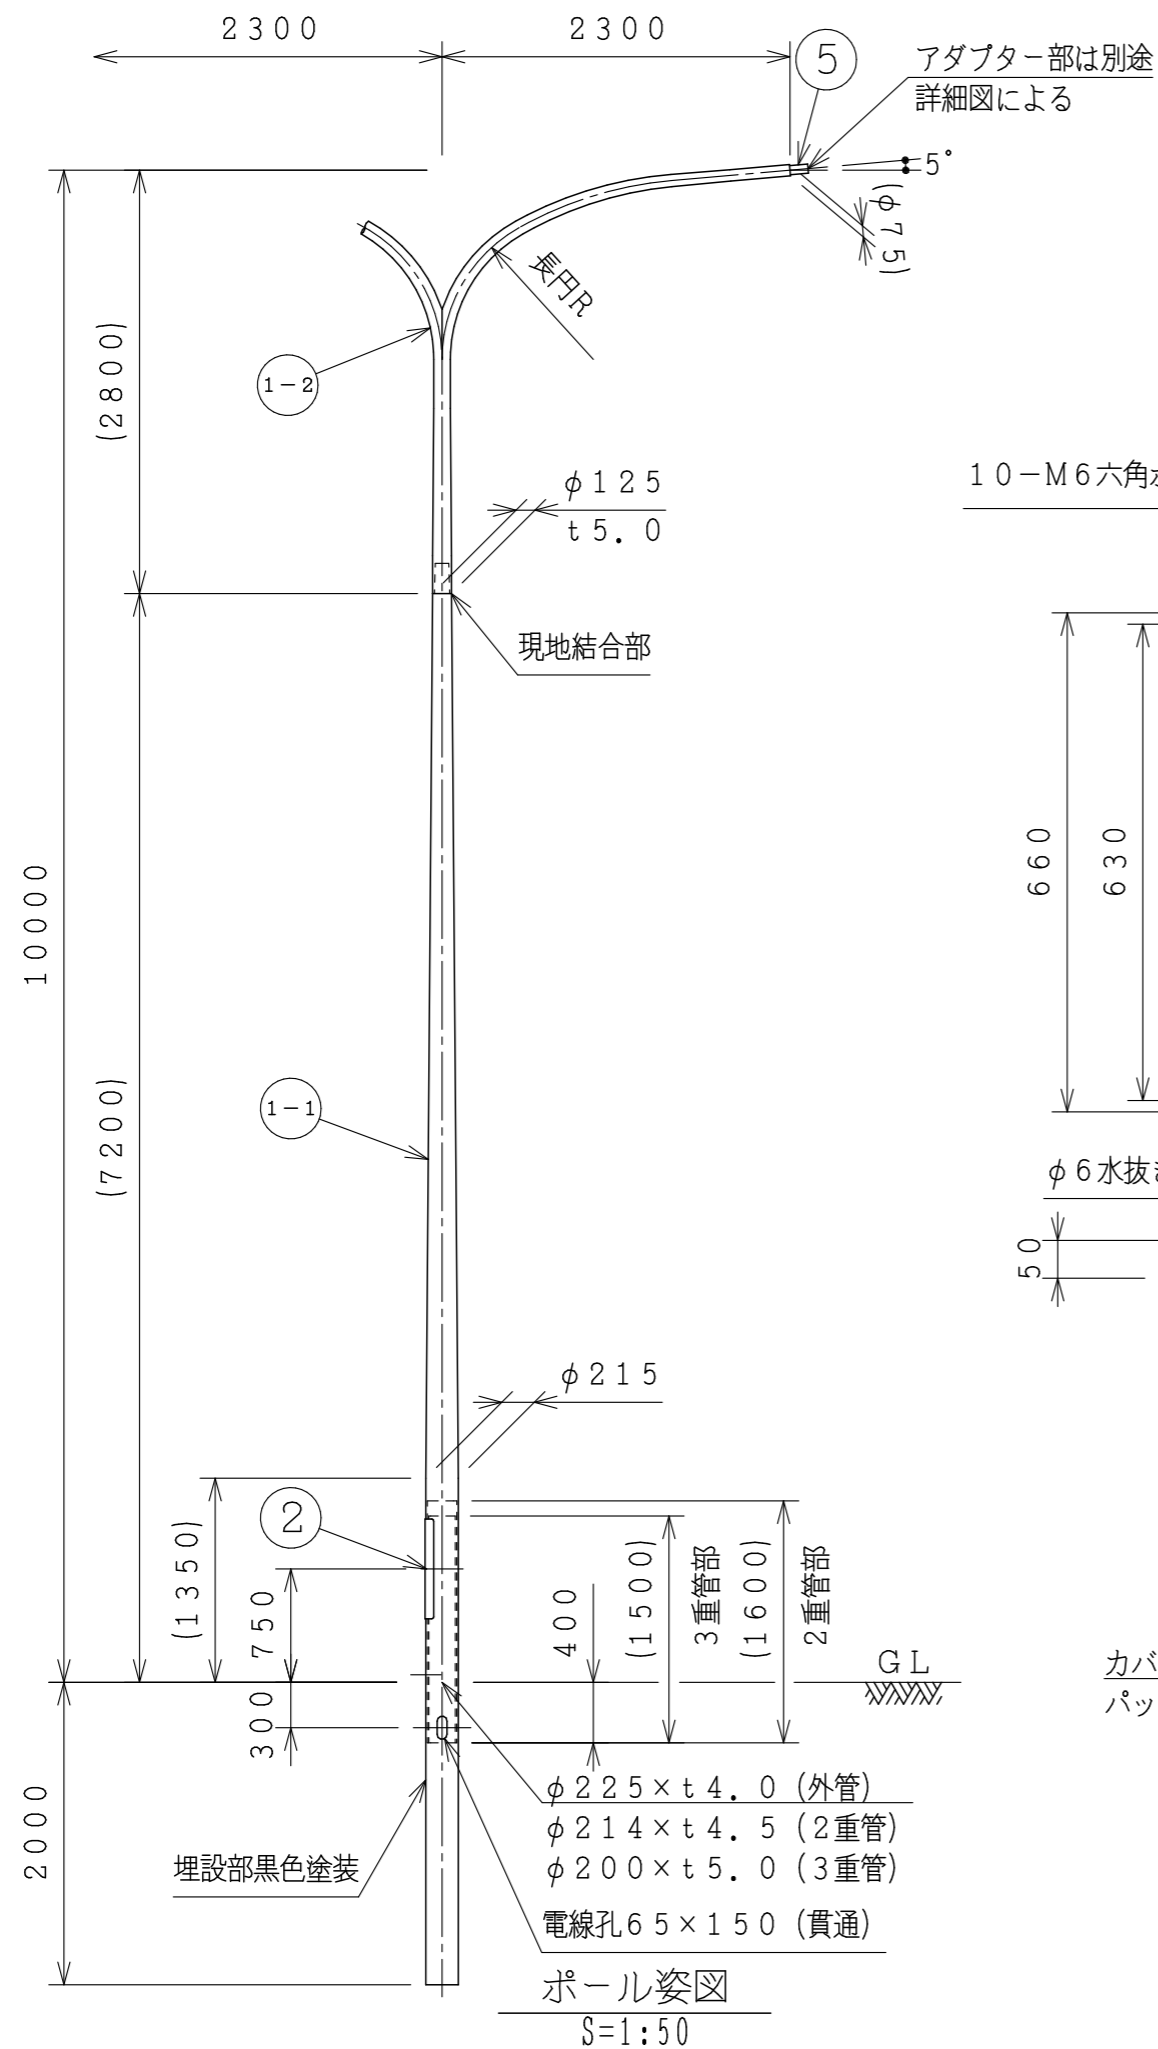 2300
2300
5
アダプター部は別途
詳細図による
5°
(φ75)
長円R
(2800)
1-2
φ125
t5.0
10-M6六角
現地結合部
10000
660
630
(7200)
1-1
φ6水抜き
50
φ215
(1350)
2
750
400
(1500)
3重管部
(1600)
2重管部
GL
カバ
パッ
300
2000
φ225×t4.0 (外管)
φ214×t4.5 (2重管)
φ200×t5.0 (3重管)
埋設部黒色塗装
電線孔65×150 (貫通)
ポール姿図
S=1:50